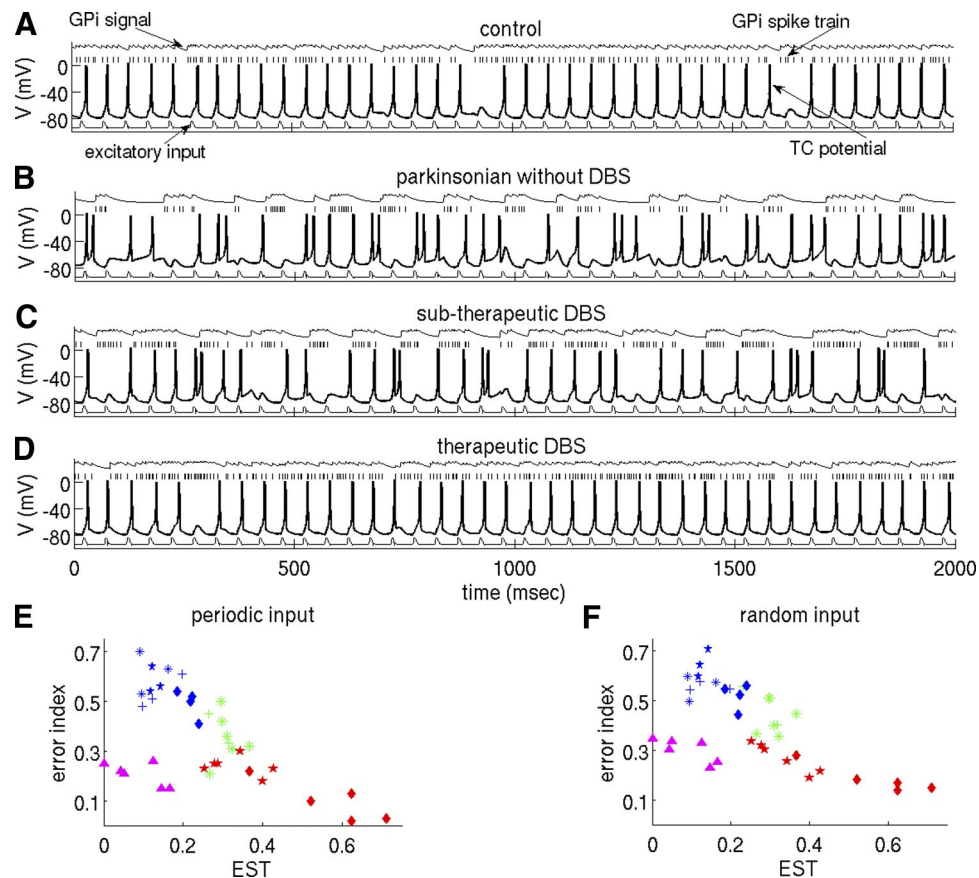 A
GPi signal
control
GPi spike train
0
-40
-80
V (mV)
excitatory input
TC potential
B
parkinsonian without DBS
0
-40
-80
V (mV)
C
sub-therapeutic DBS
0
-40
-80
V (mV)
D
therapeutic DBS
0
-40
-80
V (mV)
0 500 1000 1500 2000
time (msec)
E
periodic input
0.7
0.5
0.3
0.1
error index
0 0.2 0.4 0.6
EST
F
random input
0.7
0.5
0.3
0.1
error index
0 0.2 0.4 0.6
EST